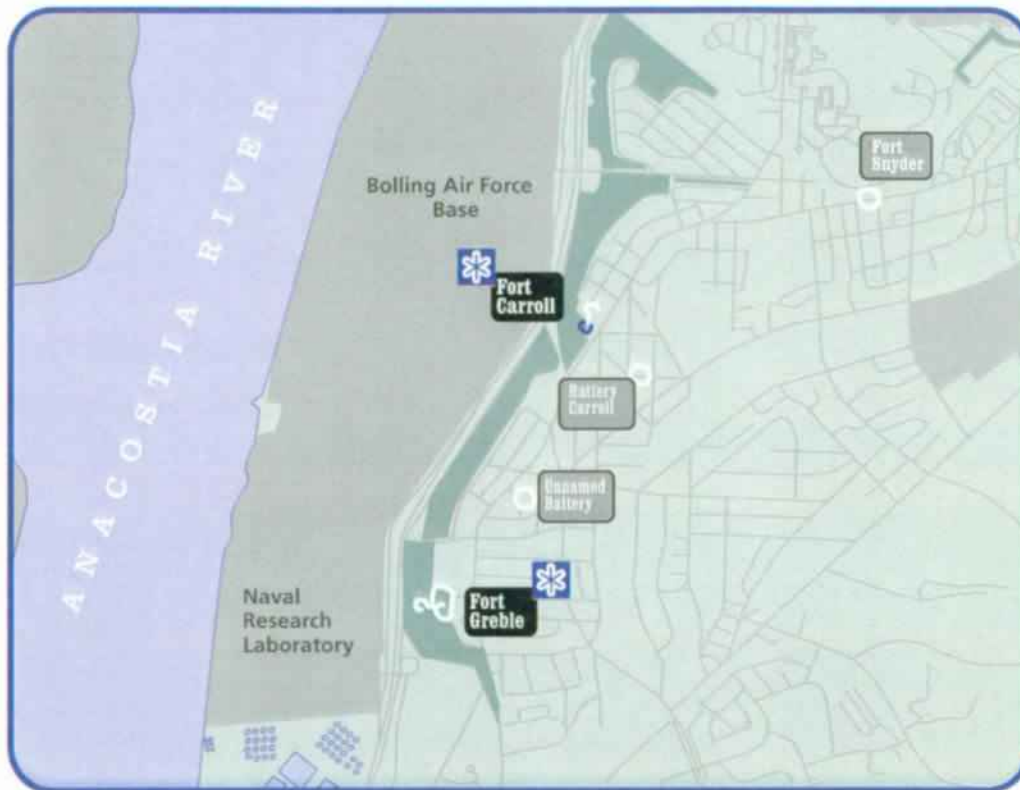 ANACOSTIA RIVER
Bolling Air Force
Base
Fort
Snyder
Fort
Carroll
Battery
Carroll
Unnamed
Battery
Fort
Greble
Naval
Research
Laboratory